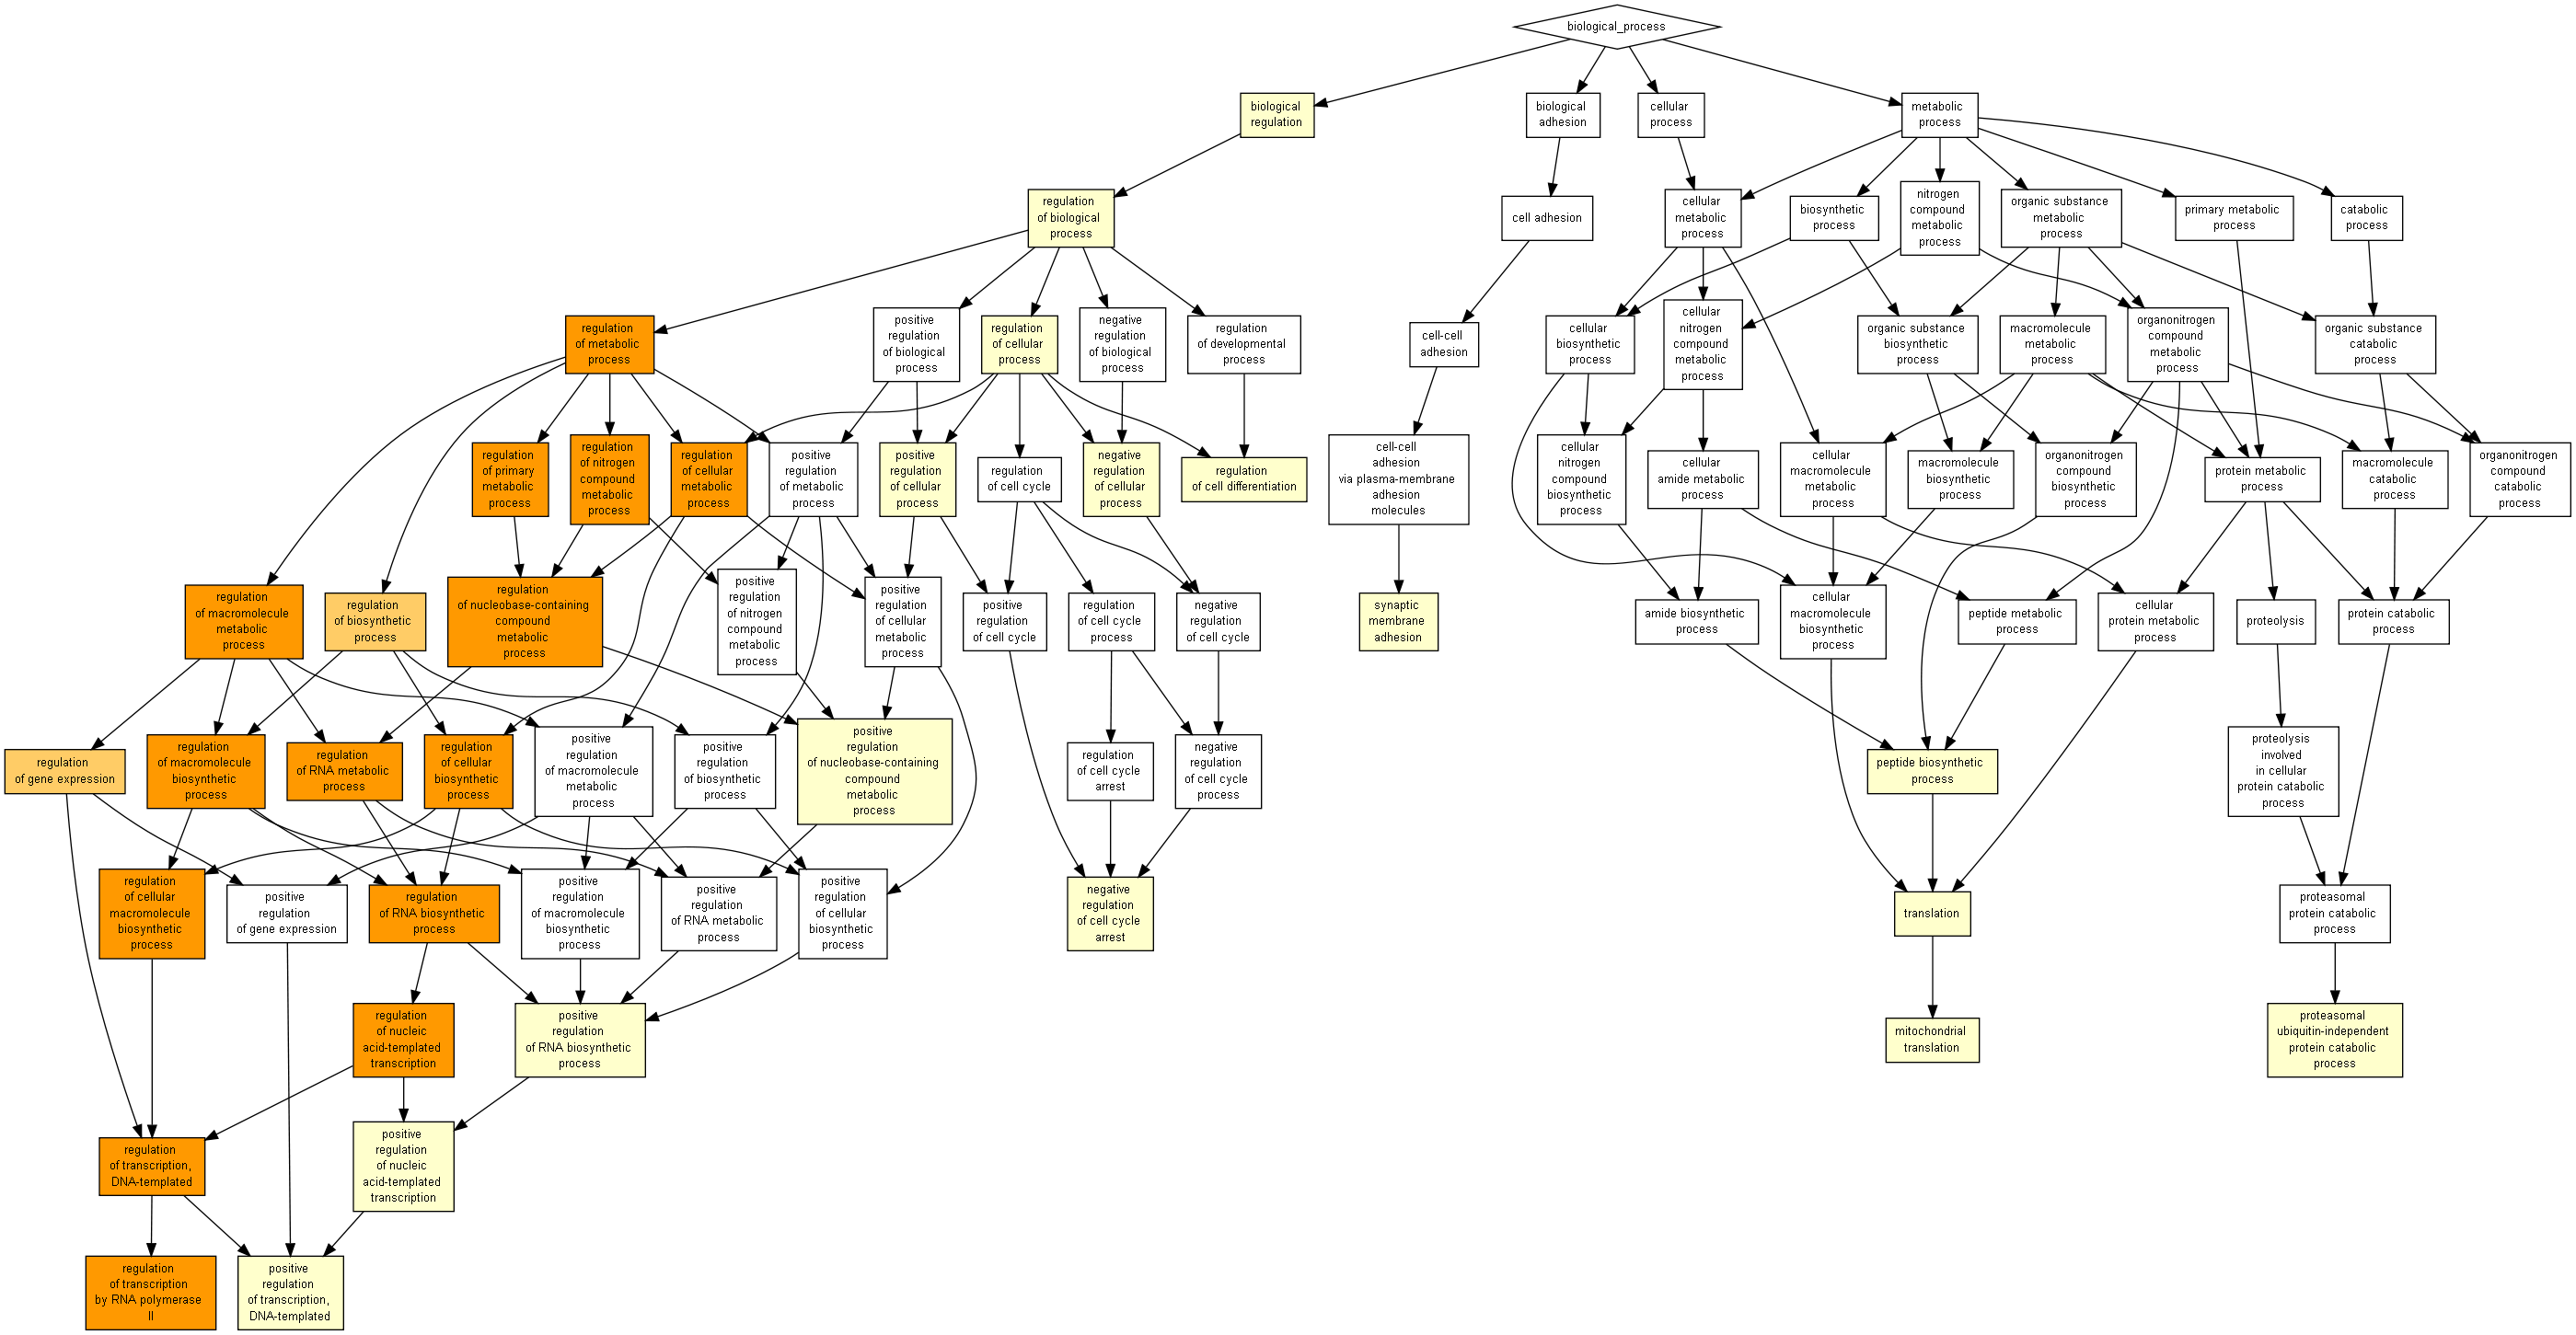 biological_process
biological
regulation
biological
adhesion
cellular
process
metabolic
process
regulation
of biological
process
cell adhesion
cellular
metabolic
process
biosynthetic
process
nitrogen
compound
metabolic
process
organic substance
metabolic
process
primary metabolic
process
catabolic
process
regulation
of metabolic
process
positive
regulation
of biological
process
regulation
of cellular
process
negative
regulation
of biological
process
regulation
of developmental
process
cell-cell
adhesion
cellular
biosynthetic
process
cellular
nitrogen
compound
metabolic
process
organic substance
biosynthetic
process
macromolecule
metabolic
process
organonitrogen
compound
metabolic
process
organic substance
catabolic
process
regulation
of primary
metabolic
process
regulation
of nitrogen
compound
metabolic
process
regulation
of cellular
metabolic
process
positive
regulation
of metabolic
process
positive
regulation
of cellular
process
regulation
of cell cycle
negative
regulation
of cellular
process
regulation
of cell differentiation
cell-cell
adhesion
via plasma-membrane
adhesion
molecules
cellular
nitrogen
compound
biosynthetic
process
cellular
amide metabolic
process
cellular
macromolecule
metabolic
process
macromolecule
biosynthetic
process
organonitrogen
compound
biosynthetic
process
protein metabolic
process
macromolecule
catabolic
process
organonitrogen
compound
catabolic
process
regulation
of macromolecule
metabolic
process
regulation
of biosynthetic
process
regulation
of nucleobase-containing
compound
metabolic
process
positive
regulation
of nitrogen
compound
metabolic
process
positive
regulation
of cellular
metabolic
process
positive
regulation
of cell cycle
regulation
of cell cycle
process
negative
regulation
of cell cycle
synaptic
membrane
adhesion
amide biosynthetic
process
cellular
macromolecule
biosynthetic
process
peptide metabolic
process
cellular
protein metabolic
process
proteolysis
protein catabolic
process
regulation
of gene expression
regulation
of macromolecule
biosynthetic
process
regulation
of RNA metabolic
process
regulation
of cellular
biosynthetic
process
positive
regulation
of macromolecule
metabolic
process
positive
regulation
of biosynthetic
process
positive
regulation
of nucleobase-containing
compound
metabolic
process
regulation
of cell cycle
arrest
negative
regulation
of cell cycle
process
peptide biosynthetic
process
proteolysis
involved
in cellular
protein catabolic
process
regulation
of cellular
macromolecule
biosynthetic
process
positive
regulation
of gene expression
regulation
of RNA biosynthetic
process
positive
regulation
of macromolecule
biosynthetic
process
positive
regulation
of RNA metabolic
process
positive
regulation
of cellular
biosynthetic
process
negative
regulation
of cell cycle
arrest
translation
proteasomal
protein catabolic
process
regulation
of nucleic
acid-templated
transcription
positive
regulation
of RNA biosynthetic
process
mitochondrial
translation
proteasomal
ubiquitin-independent
protein catabolic
process
regulation
of transcription,
DNA-templated
positive
regulation
of nucleic
acid-templated
transcription
regulation
of transcription
by RNA polymerase
II
positive
regulation
of transcription,
DNA-templated